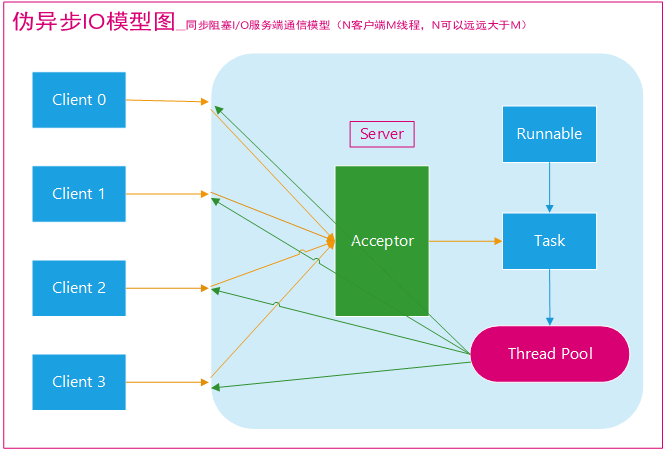 伪异步IO模型图__同步阻塞I/O服务端通信模型（N客户端M线程，N可以远远大于M）
Client 0
Server
Runnable
Client 1
Acceptor
Task
Client 2
Client 3
Thread Pool